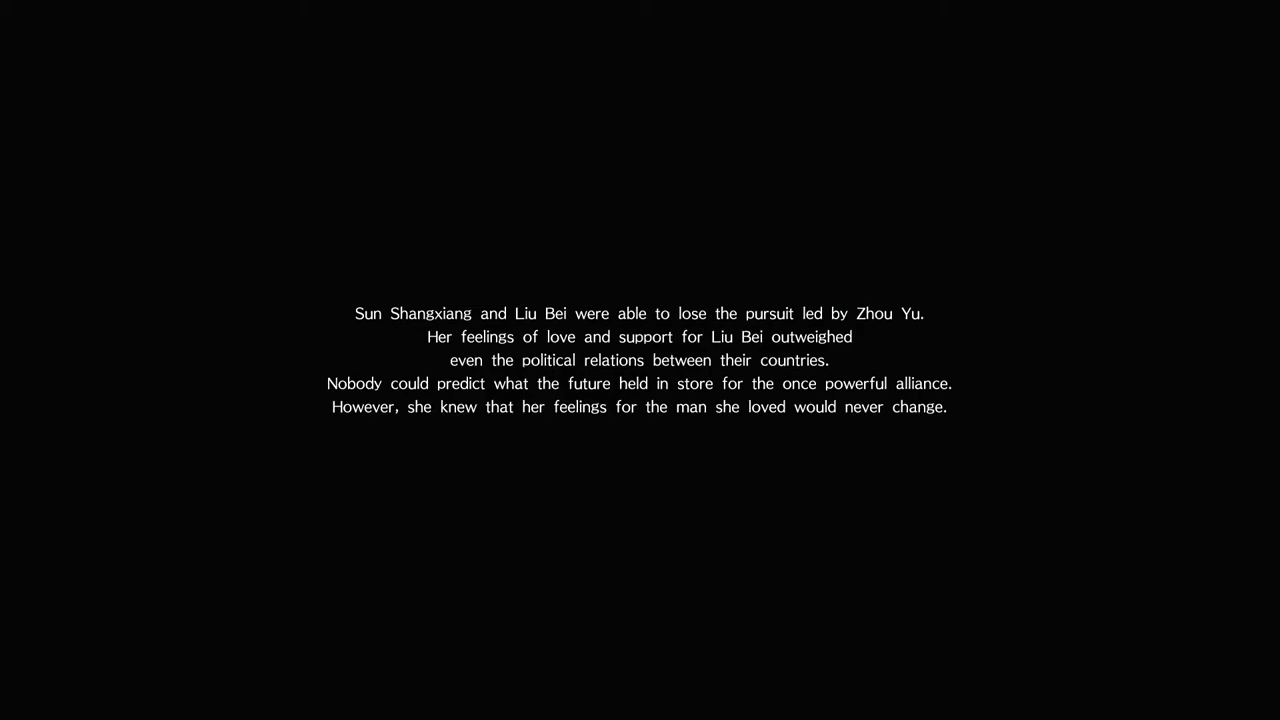 Sun Shangxiang and Liu Bei were able to lose the pursuit led by Zhou Yu.
Her feelings of love and support for Liu Bei outweighed
even the political relations between their countries.
Nobody could predict what the future held in store for the once powerful alliance.
However, she knew that her feelings for the man she loved would never change.